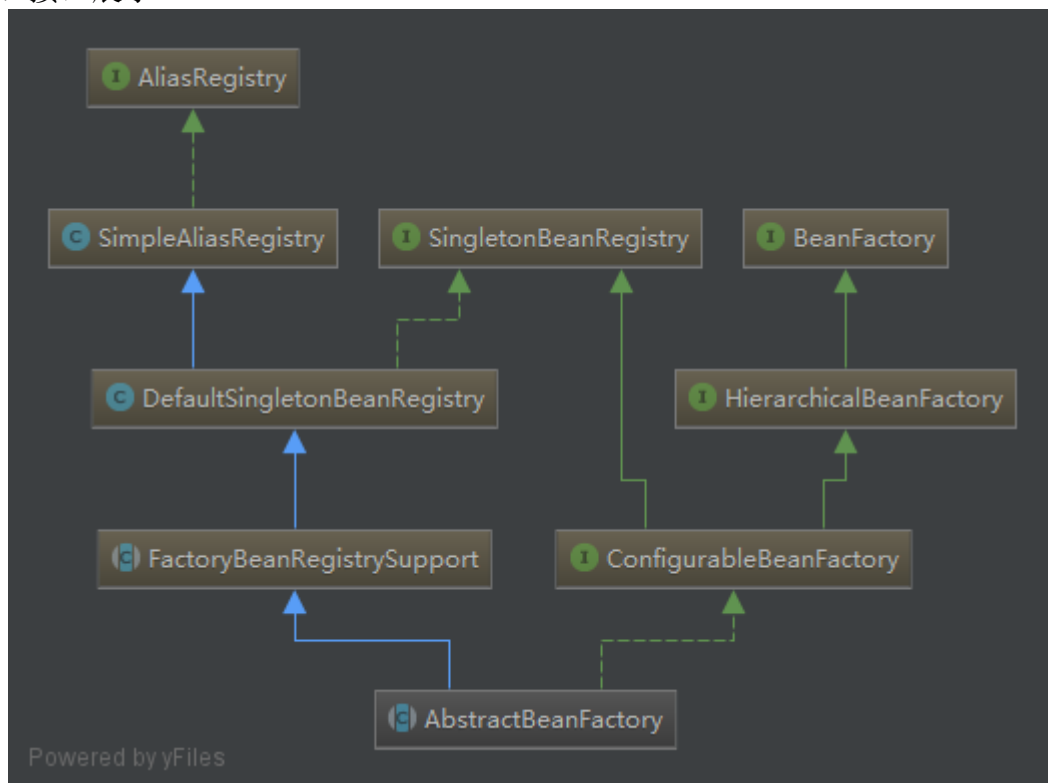 I AliasRegistry
C SimpleAliasRegistry
I SingletonBeanRegistry
I BeanFactory
C DefaultSingletonBeanRegistry
I HierarchicalBeanFactory
C FactoryBeanRegistrySupport
I ConfigurableBeanFactory
C AbstractBeanFactory
Powered by yFiles